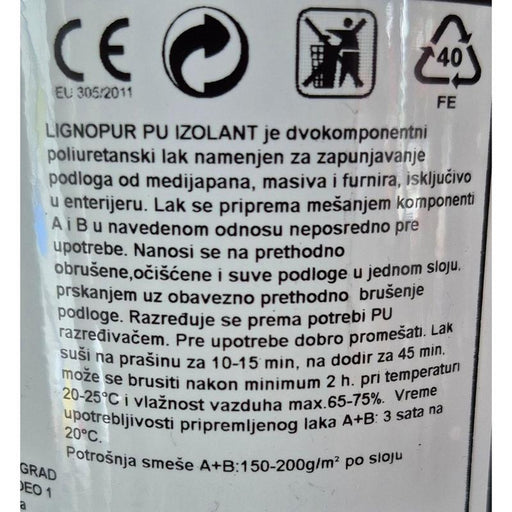 CE
EU 305/2011
40
FE
LIGNOPUR PU IZOLANT je dvokomponentni
poliuretanski lak namenjen za zapunjavanje
podloga od medijapana, masiva i furnira, isključivo
u enterijeru. Lak se priprema mešanjem komponenti
A i B u navedenom odnosu neposredno pre
upotrebe. Nanosi se na prethodno
obrušene,očišćene i suve podloge u jednom sloju.
prskanjem uz obavezno prethodno brušenje
podloge. Razređuje se prema potrebi PU
razređivačem. Pre upotrebe dobro promešati. Lak
suši na prašinu za 10-15 min, na dodir za 45 min,
može se brusiti nakon minimum 2 h. pri temperaturi
20-25°C i vlažnost vazduha max.65-75%. Vreme
upotrebljivosti pripremljenog laka A+B: 3 sata na
20°C.
Potrošnja smeše A+B:150-200g/m² po sloju
GRAD
DEO 1
a